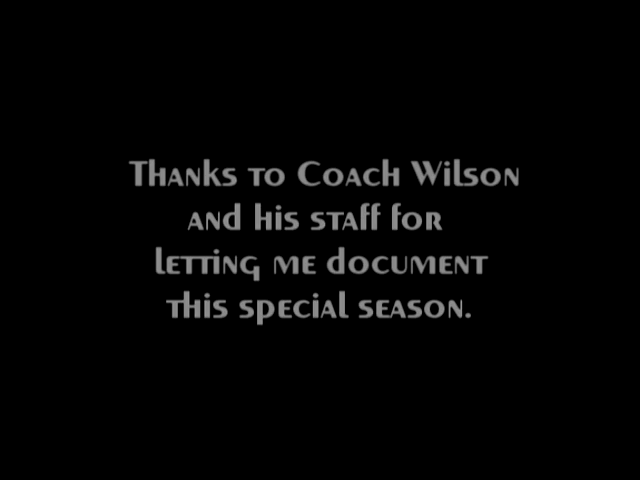 Thanks to Coach Wilson
and his staff for
letting me document
this special season.